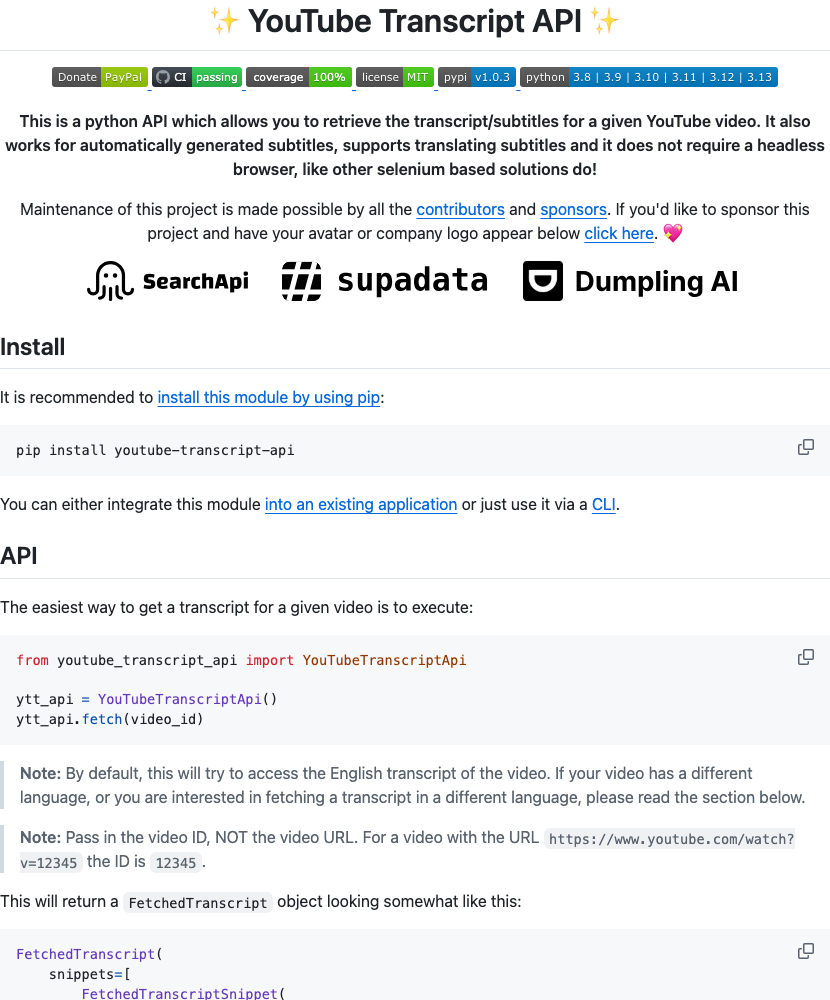 ✨ YouTube Transcript API ✨
Donate PayPal CI passing coverage 100% license MIT pypi v1.0.3 python 3.8 | 3.9 | 3.10 | 3.11 | 3.12 | 3.13
This is a python API which allows you to retrieve the transcript/subtitles for a given YouTube video. It also
works for automatically generated subtitles, supports translating subtitles and it does not require a headless
browser, like other selenium based solutions do!
Maintenance of this project is made possible by all the contributors and sponsors. If you'd like to sponsor this
project and have your avatar or company logo appear below click here. 💖
SearchApi supadata Dumpling AI
Install
It is recommended to install this module by using pip:
pip install youtube-transcript-api
You can either integrate this module into an existing application or just use it via a CLI.
API
The easiest way to get a transcript for a given video is to execute:
from youtube_transcript_api import YouTubeTranscriptApi
ytt_api = YouTubeTranscriptApi()
ytt_api.fetch(video_id)
Note: By default, this will try to access the English transcript of the video. If your video has a different
language, or you are interested in fetching a transcript in a different language, please read the section below.
Note: Pass in the video ID, NOT the video URL. For a video with the URL https://www.youtube.com/watch?
v=12345 the ID is 12345.
This will return a FetchedTranscript object looking somewhat like this:
FetchedTranscript(
    snippets=[
        FetchedTranscriptSnippet(